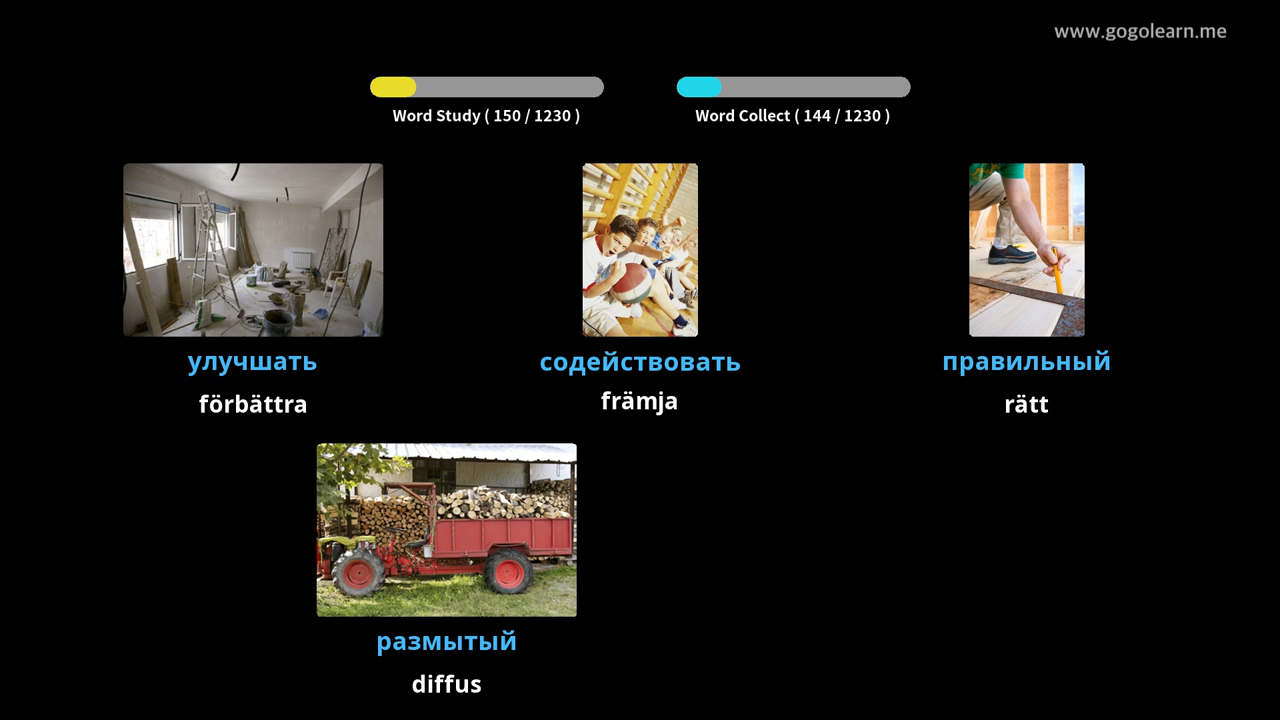 www.gogolearn.me
Word Study ( 150 / 1230 )
Word Collect ( 144 / 1230 )
улучшать
содействовать
правильный
förbättra
främja
rätt
размытый
diffus